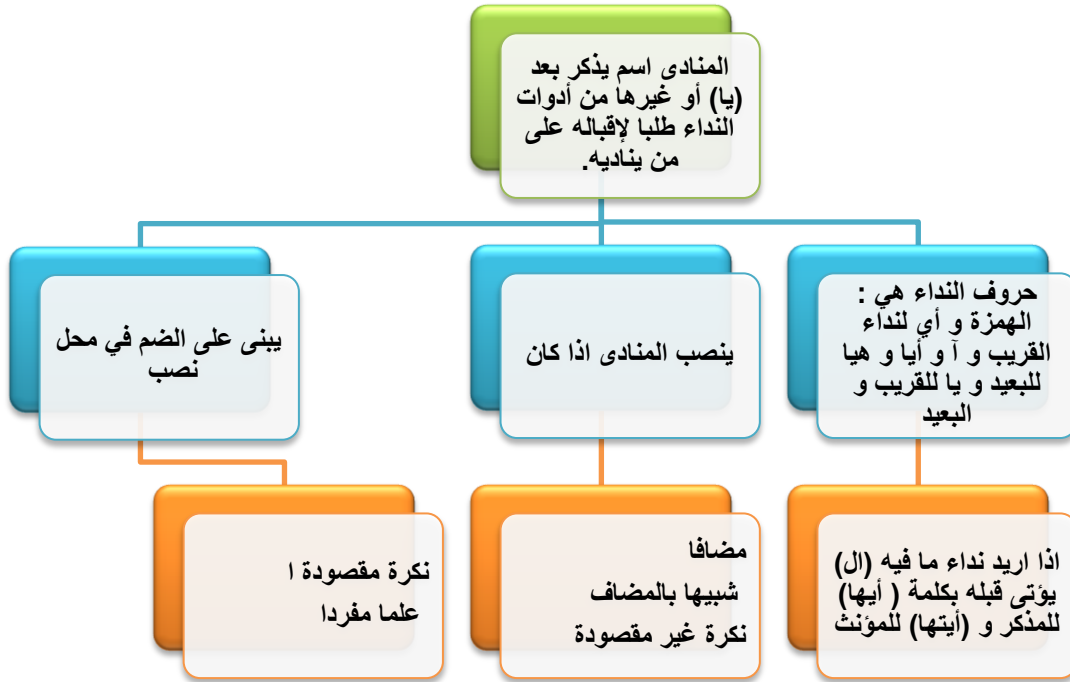 المنادى اسم يذكر بعد
(يا) أو غيرها من أدوات
النداء طلبا لإقباله على
من يناديه.
حروف النداء هي :
الهمزة و أي لنداء
القريب و آ و أيا و هيا
للبعيد و يا للقريب و
البعيد
ينصب المنادى اذا كان
يبنى على الضم في محل
نصب
اذا اريد نداء ما فيه (ال)
يؤتى قبله بكلمة ( أيها)
للمذكر و (أيتها) للمؤنث
مضافا
شبيها بالمضاف
نكرة غير مقصودة
نكرة مقصودة ا
علما مفردا